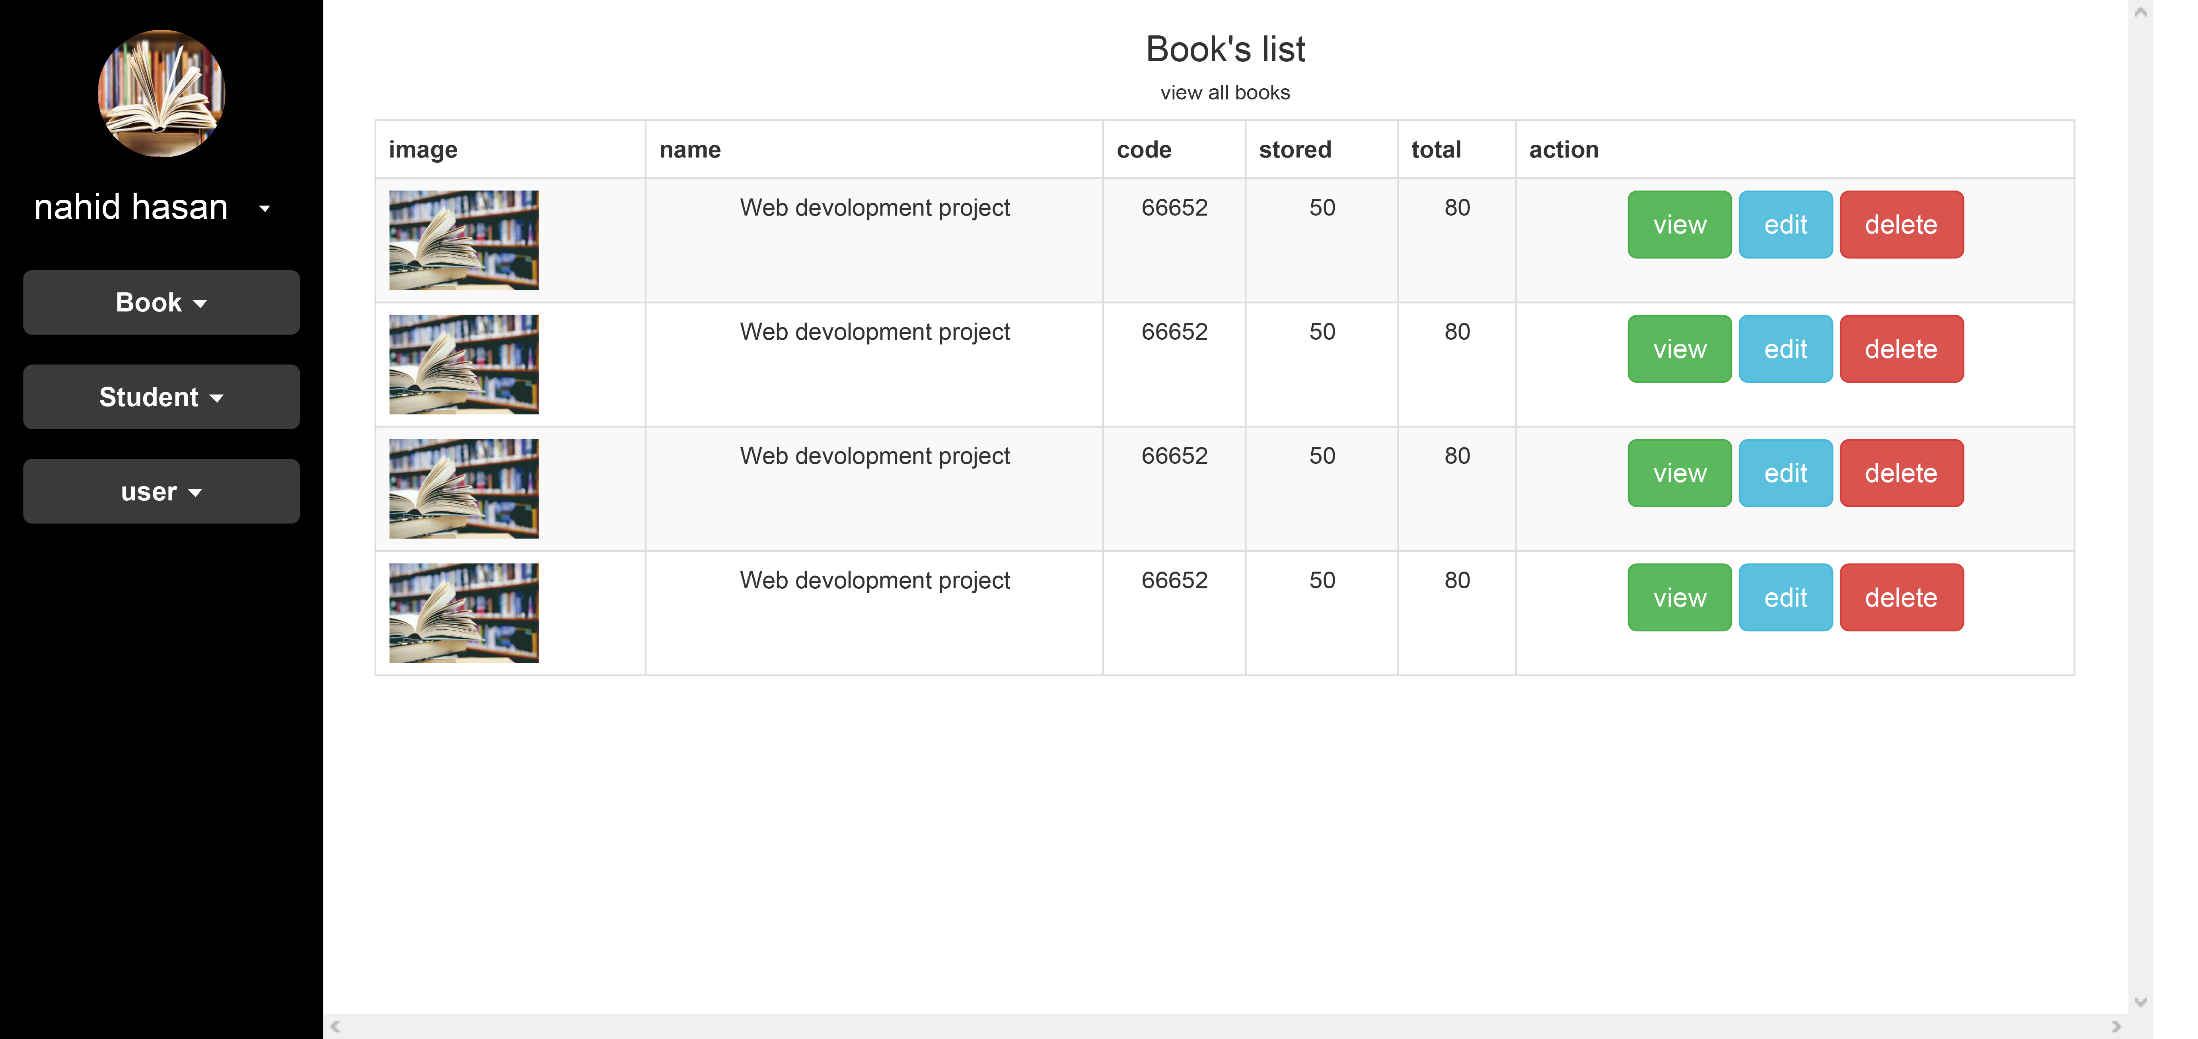 nahid hasan
Book
Student
user
Book's list
view all books
image name code stored total action
Web devolopment project 66652 50 80 view edit delete
Web devolopment project 66652 50 80 view edit delete
Web devolopment project 66652 50 80 view edit delete
Web devolopment project 66652 50 80 view edit delete